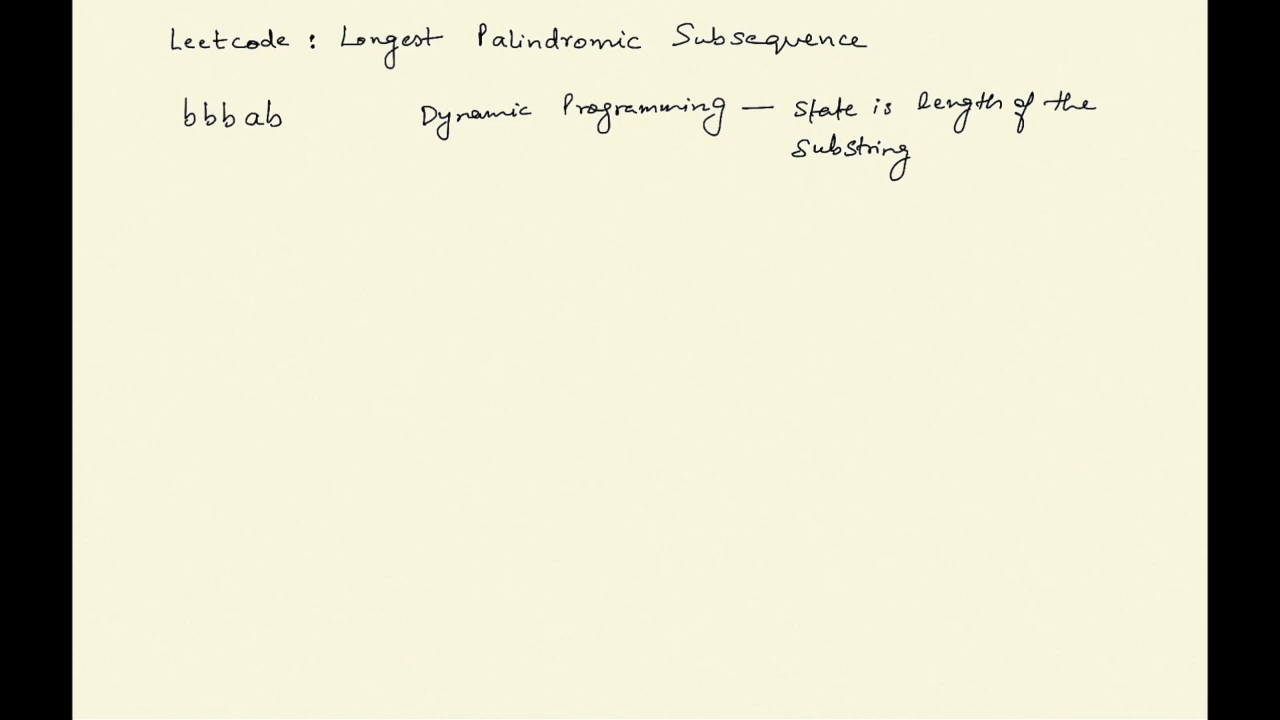 Leetcode : Longest Palindromic Subsequence
bbbab Dynamic Programming — State is length of the
Substring